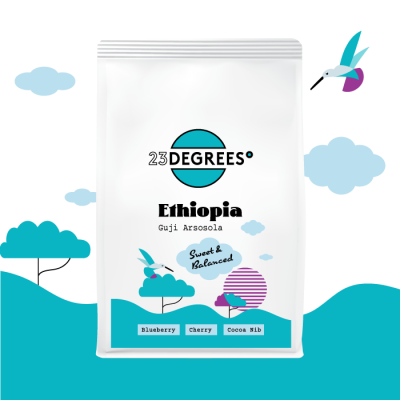 23DEGREES°
Ethiopia
Guji Arsosola
Sweet &
Balanced
Blueberry Cherry Cocoa Nib